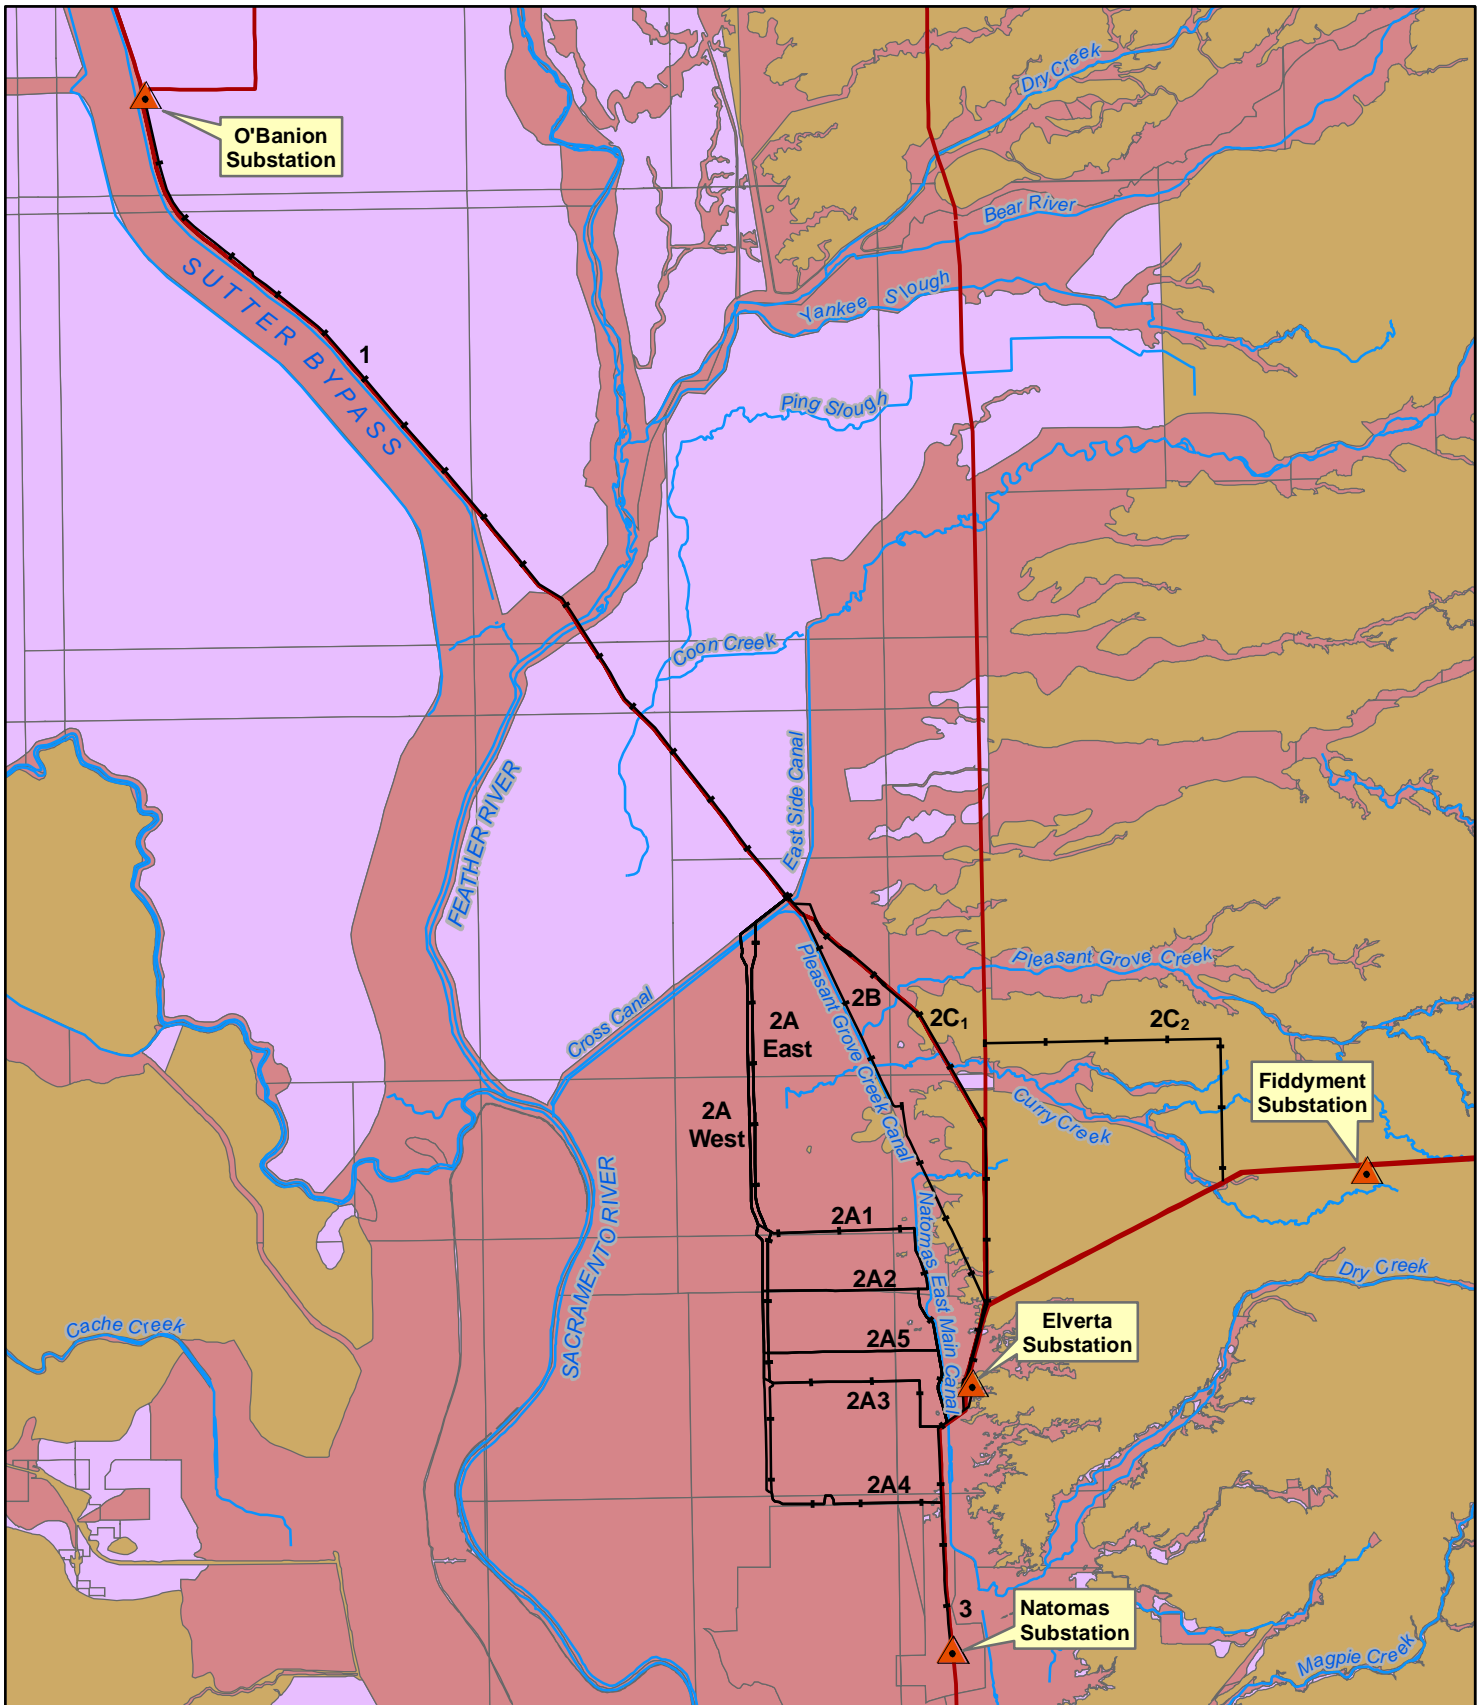 Dry Creek
O'Banion
Substation
Bear River
SUTTER BYPASS
Yankee Slough
1
Ping Slough
Coon Creek
East Side Canal
FEATHER RIVER
Pleasant Grove Creek
Pleasant Grove Creek Canal
2B
Cross Canal
2A
East
2C₁
2C₂
Fiddyment
Substation
Curry Creek
2A
West
SACRAMENTO RIVER
2A1
Natomas East Main Canal
2A2
Dry Creek
Cache Creek
Elverta
Substation
2A5
2A3
2A4
3
Natomas
Substation
Magpie Creek